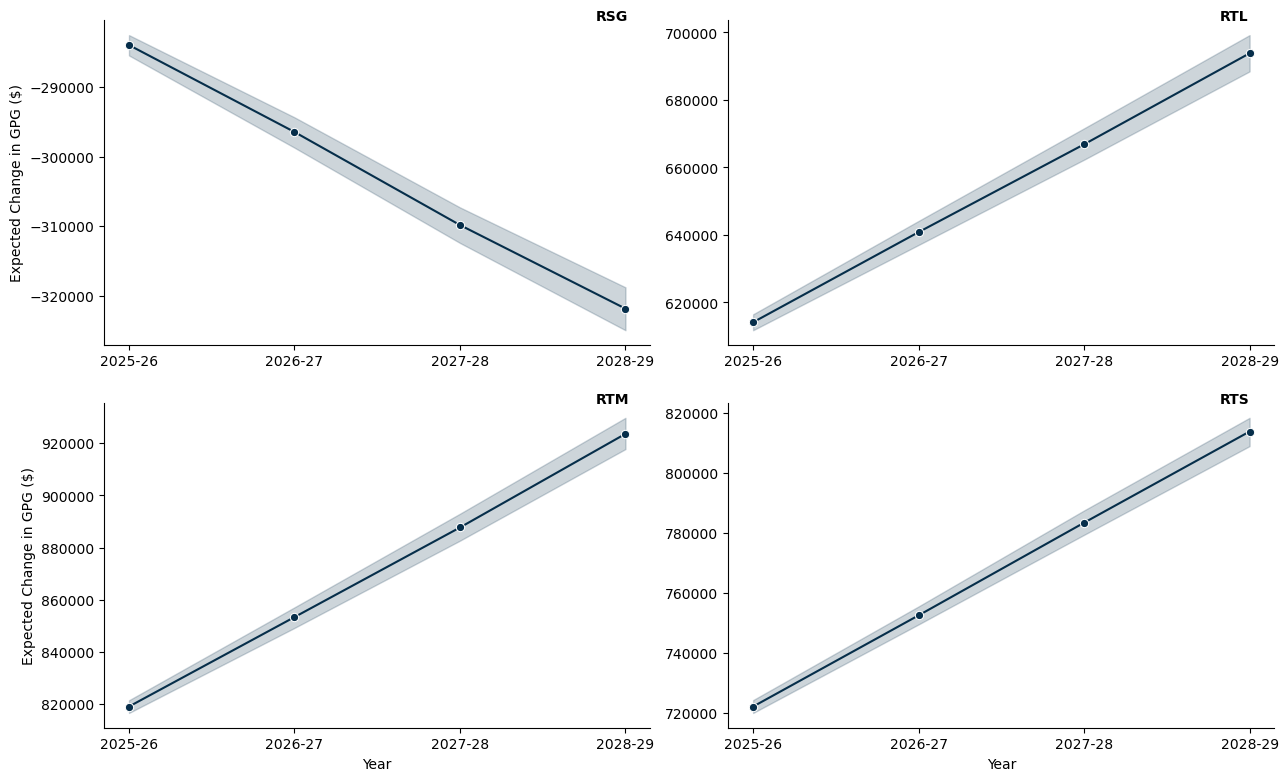 RSG
Expected Change in GPG ($)
−290000
−300000
−310000
−320000
2025-26 2026-27 2027-28 2028-29
RTL
700000
680000
660000
640000
620000
2025-26 2026-27 2027-28 2028-29
RTM
Expected Change in GPG ($)
920000
900000
880000
860000
840000
820000
2025-26 2026-27 2027-28 2028-29
Year
RTS
820000
800000
780000
760000
740000
720000
2025-26 2026-27 2027-28 2028-29
Year